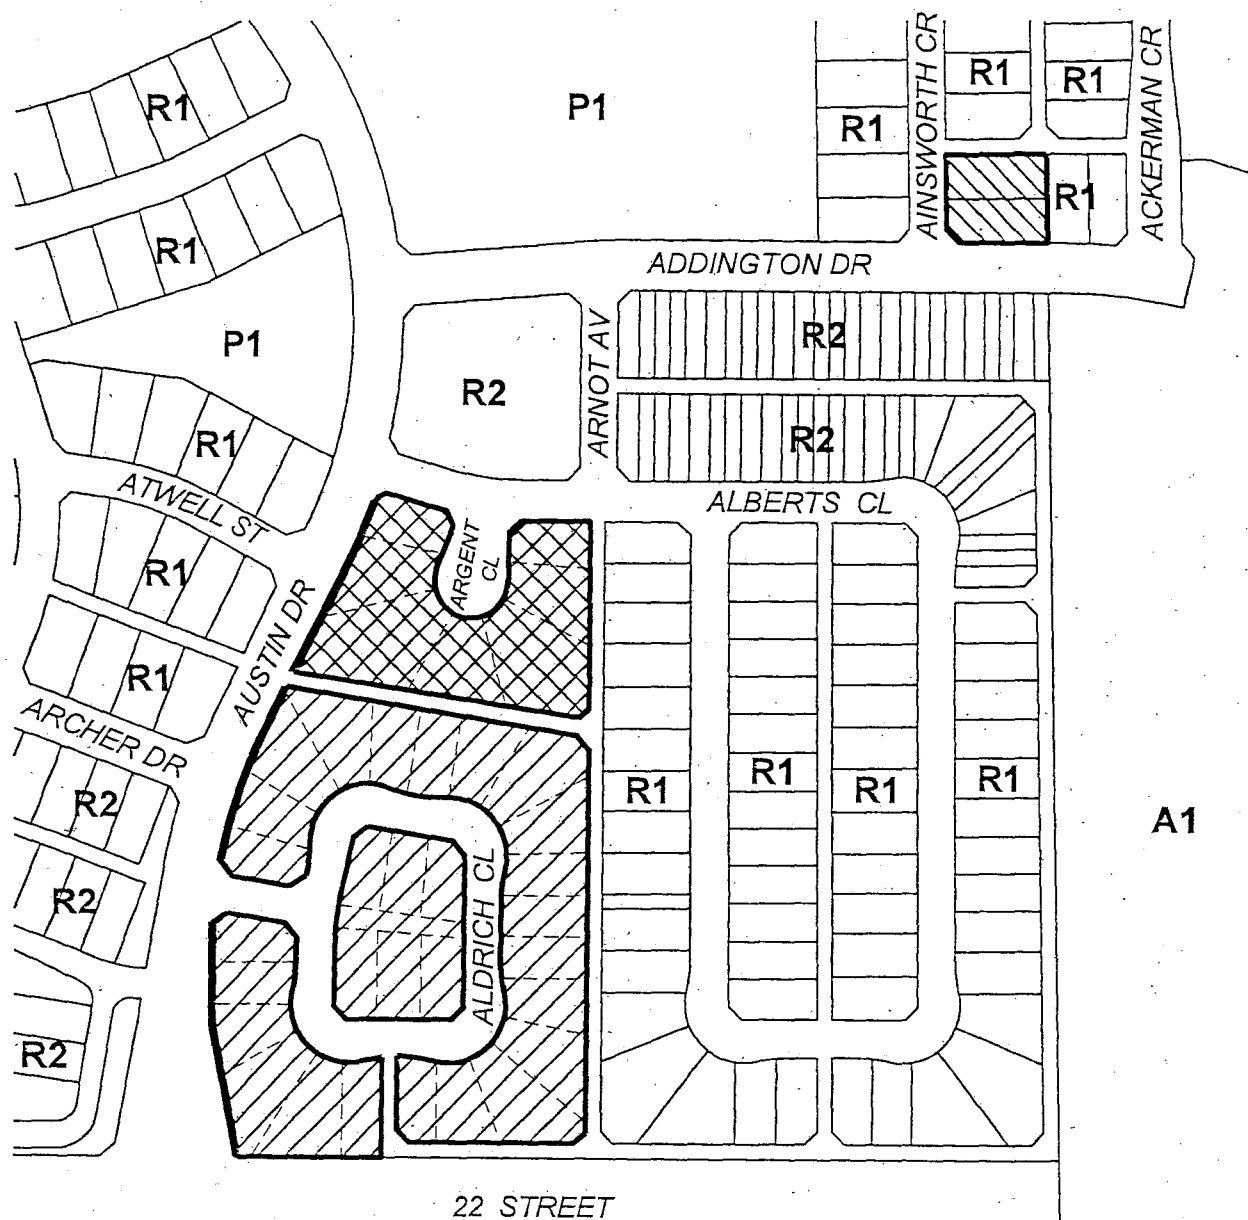 R1
P1
R1
AINSWORTH CR
R1
R1
ACKERMAN CR
R1
R1
P1
ADDINGTON DR
R2
ARNOT AV
R2
R2
R1
ATWELL ST
ALBERTS CL
ARGENT
CL
R1
AUSTIN DR
R1
ARCHER DR
R2
R1
R1
R1
R1
A1
R2
ALDRICH CL
R2
22 STREET